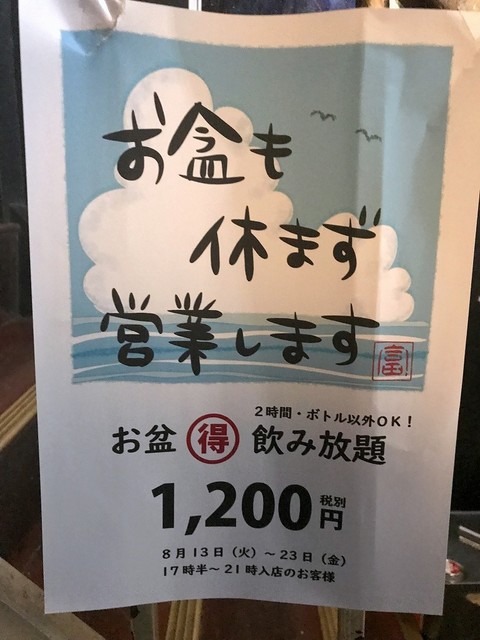 お盆も
休まず
営業します
富
2時間・ボトル以外OK!
お盆 得 飲み放題
1,200円 税別
8月13日(火)〜23日(金)
17時半〜21時入店のお客様